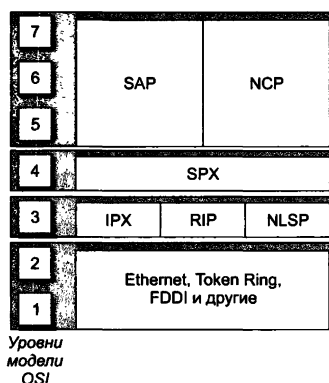 7
6
5
SAP
NCP
4
SPX
3
IPX
RIP
NLSP
2
1
Ethernet, Token Ring,
FDDI и другие
Уровни
модели
OSI